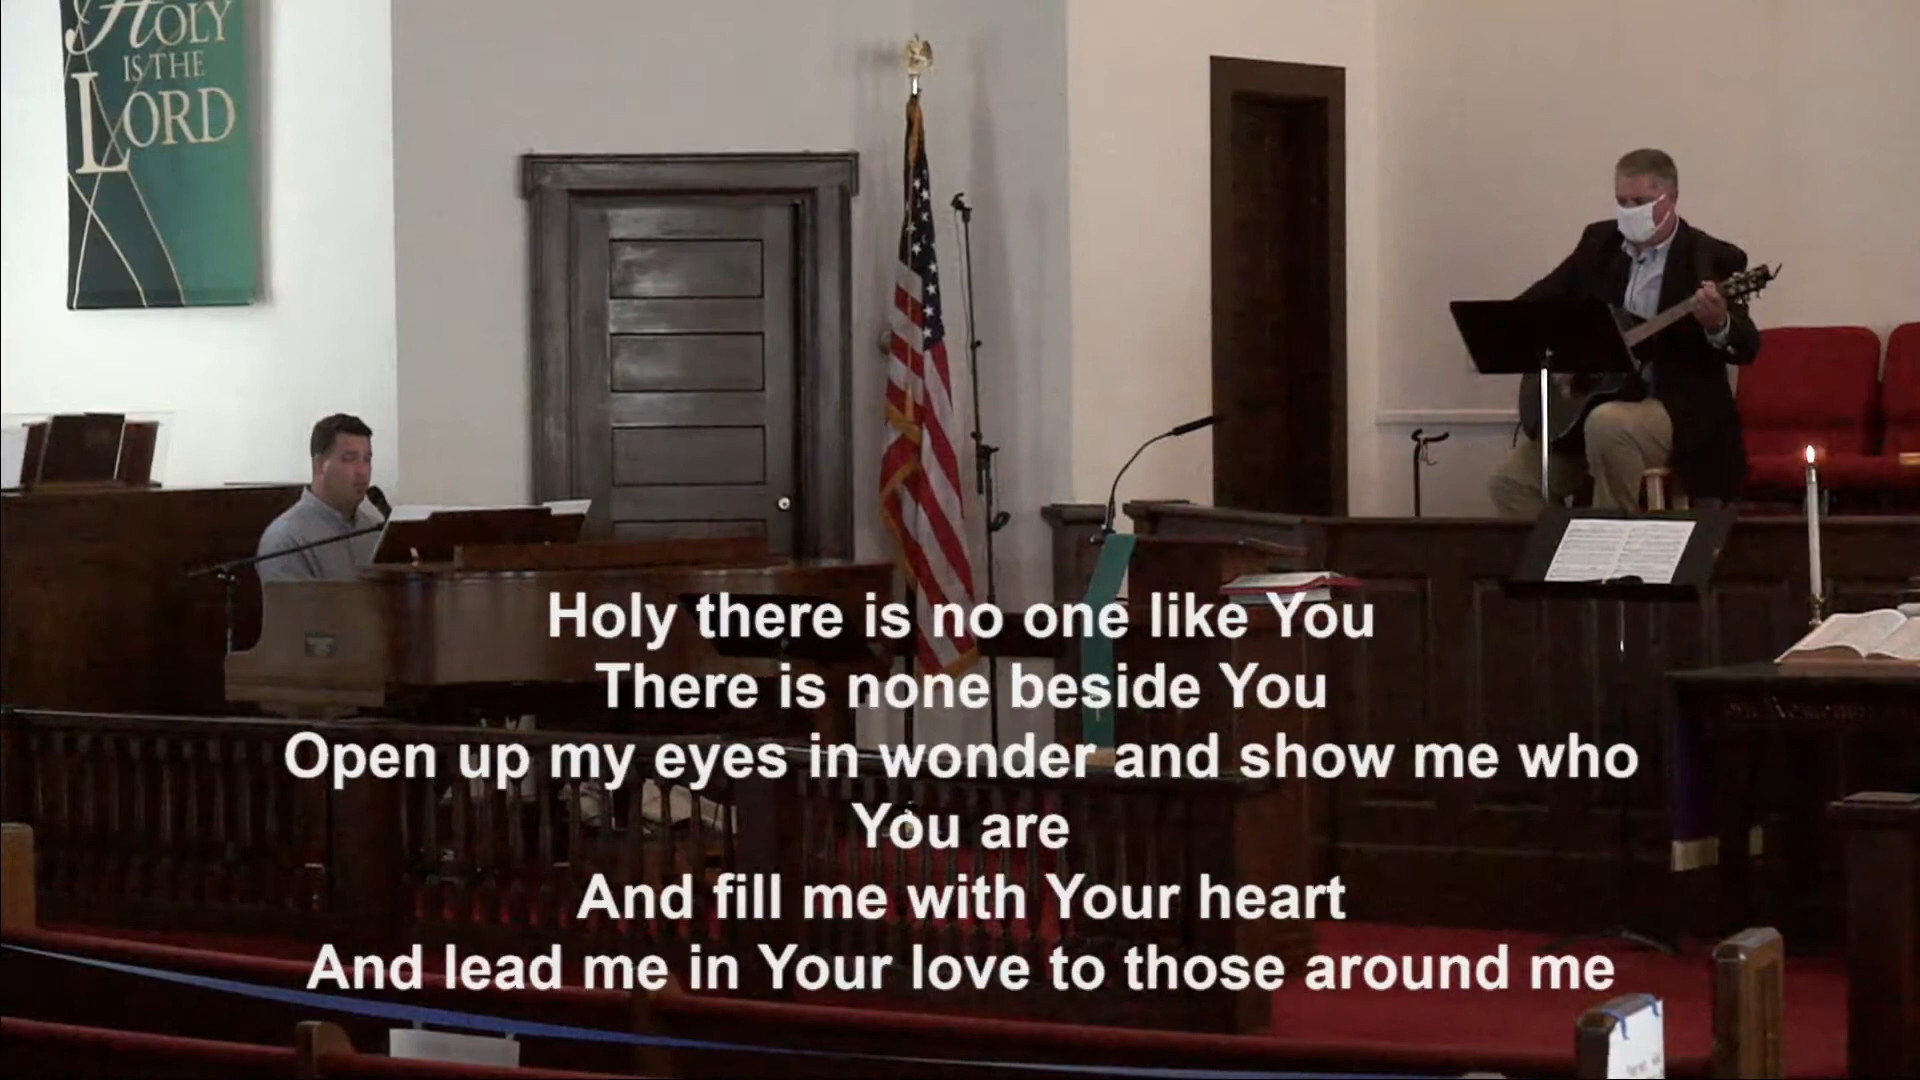 HOLY
IS THE
LORD
Holy there is no one like You
There is none beside You
Open up my eyes in wonder and show me who
You are
And fill me with Your heart
And lead me in Your love to those around me